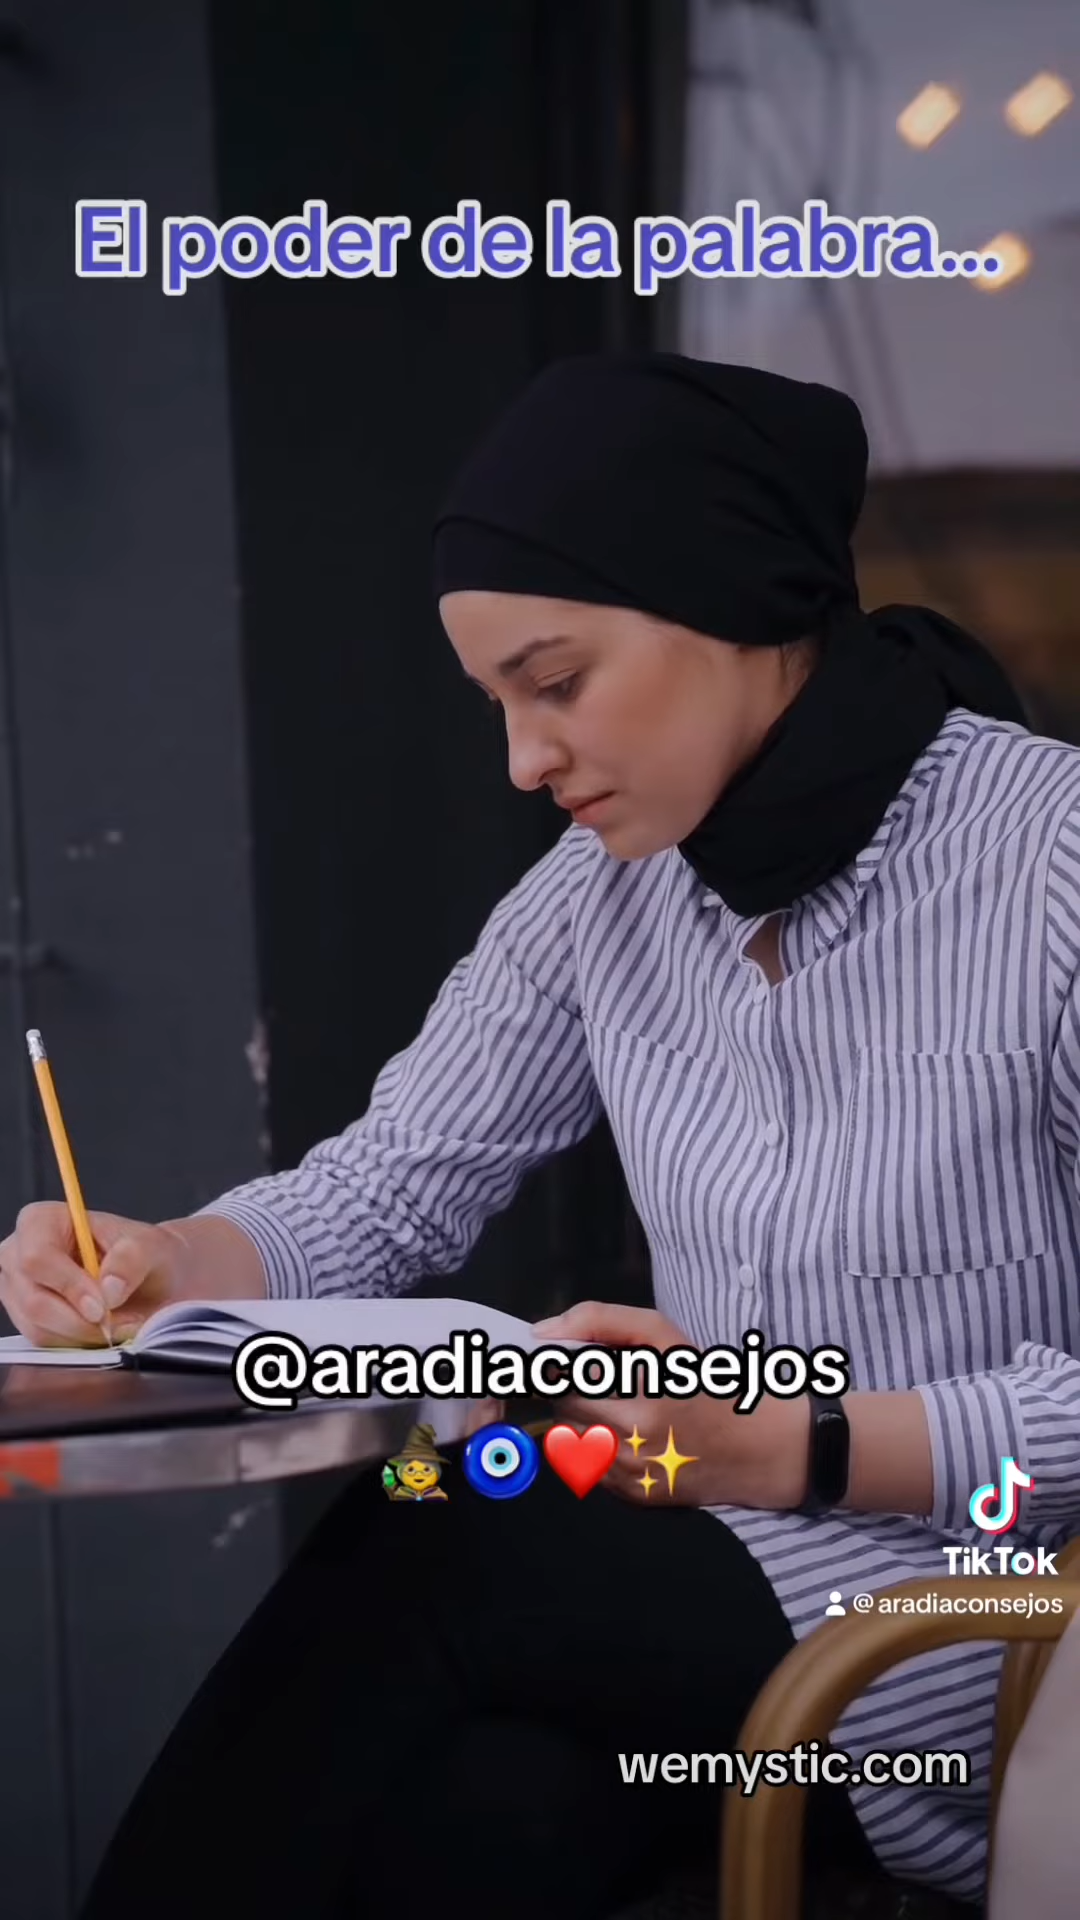 El poder de la palabra...
@aradiaconsejos
🧙‍♀️🧿❤️✨
TikTok
@aradiaconsejos
wemystic.com